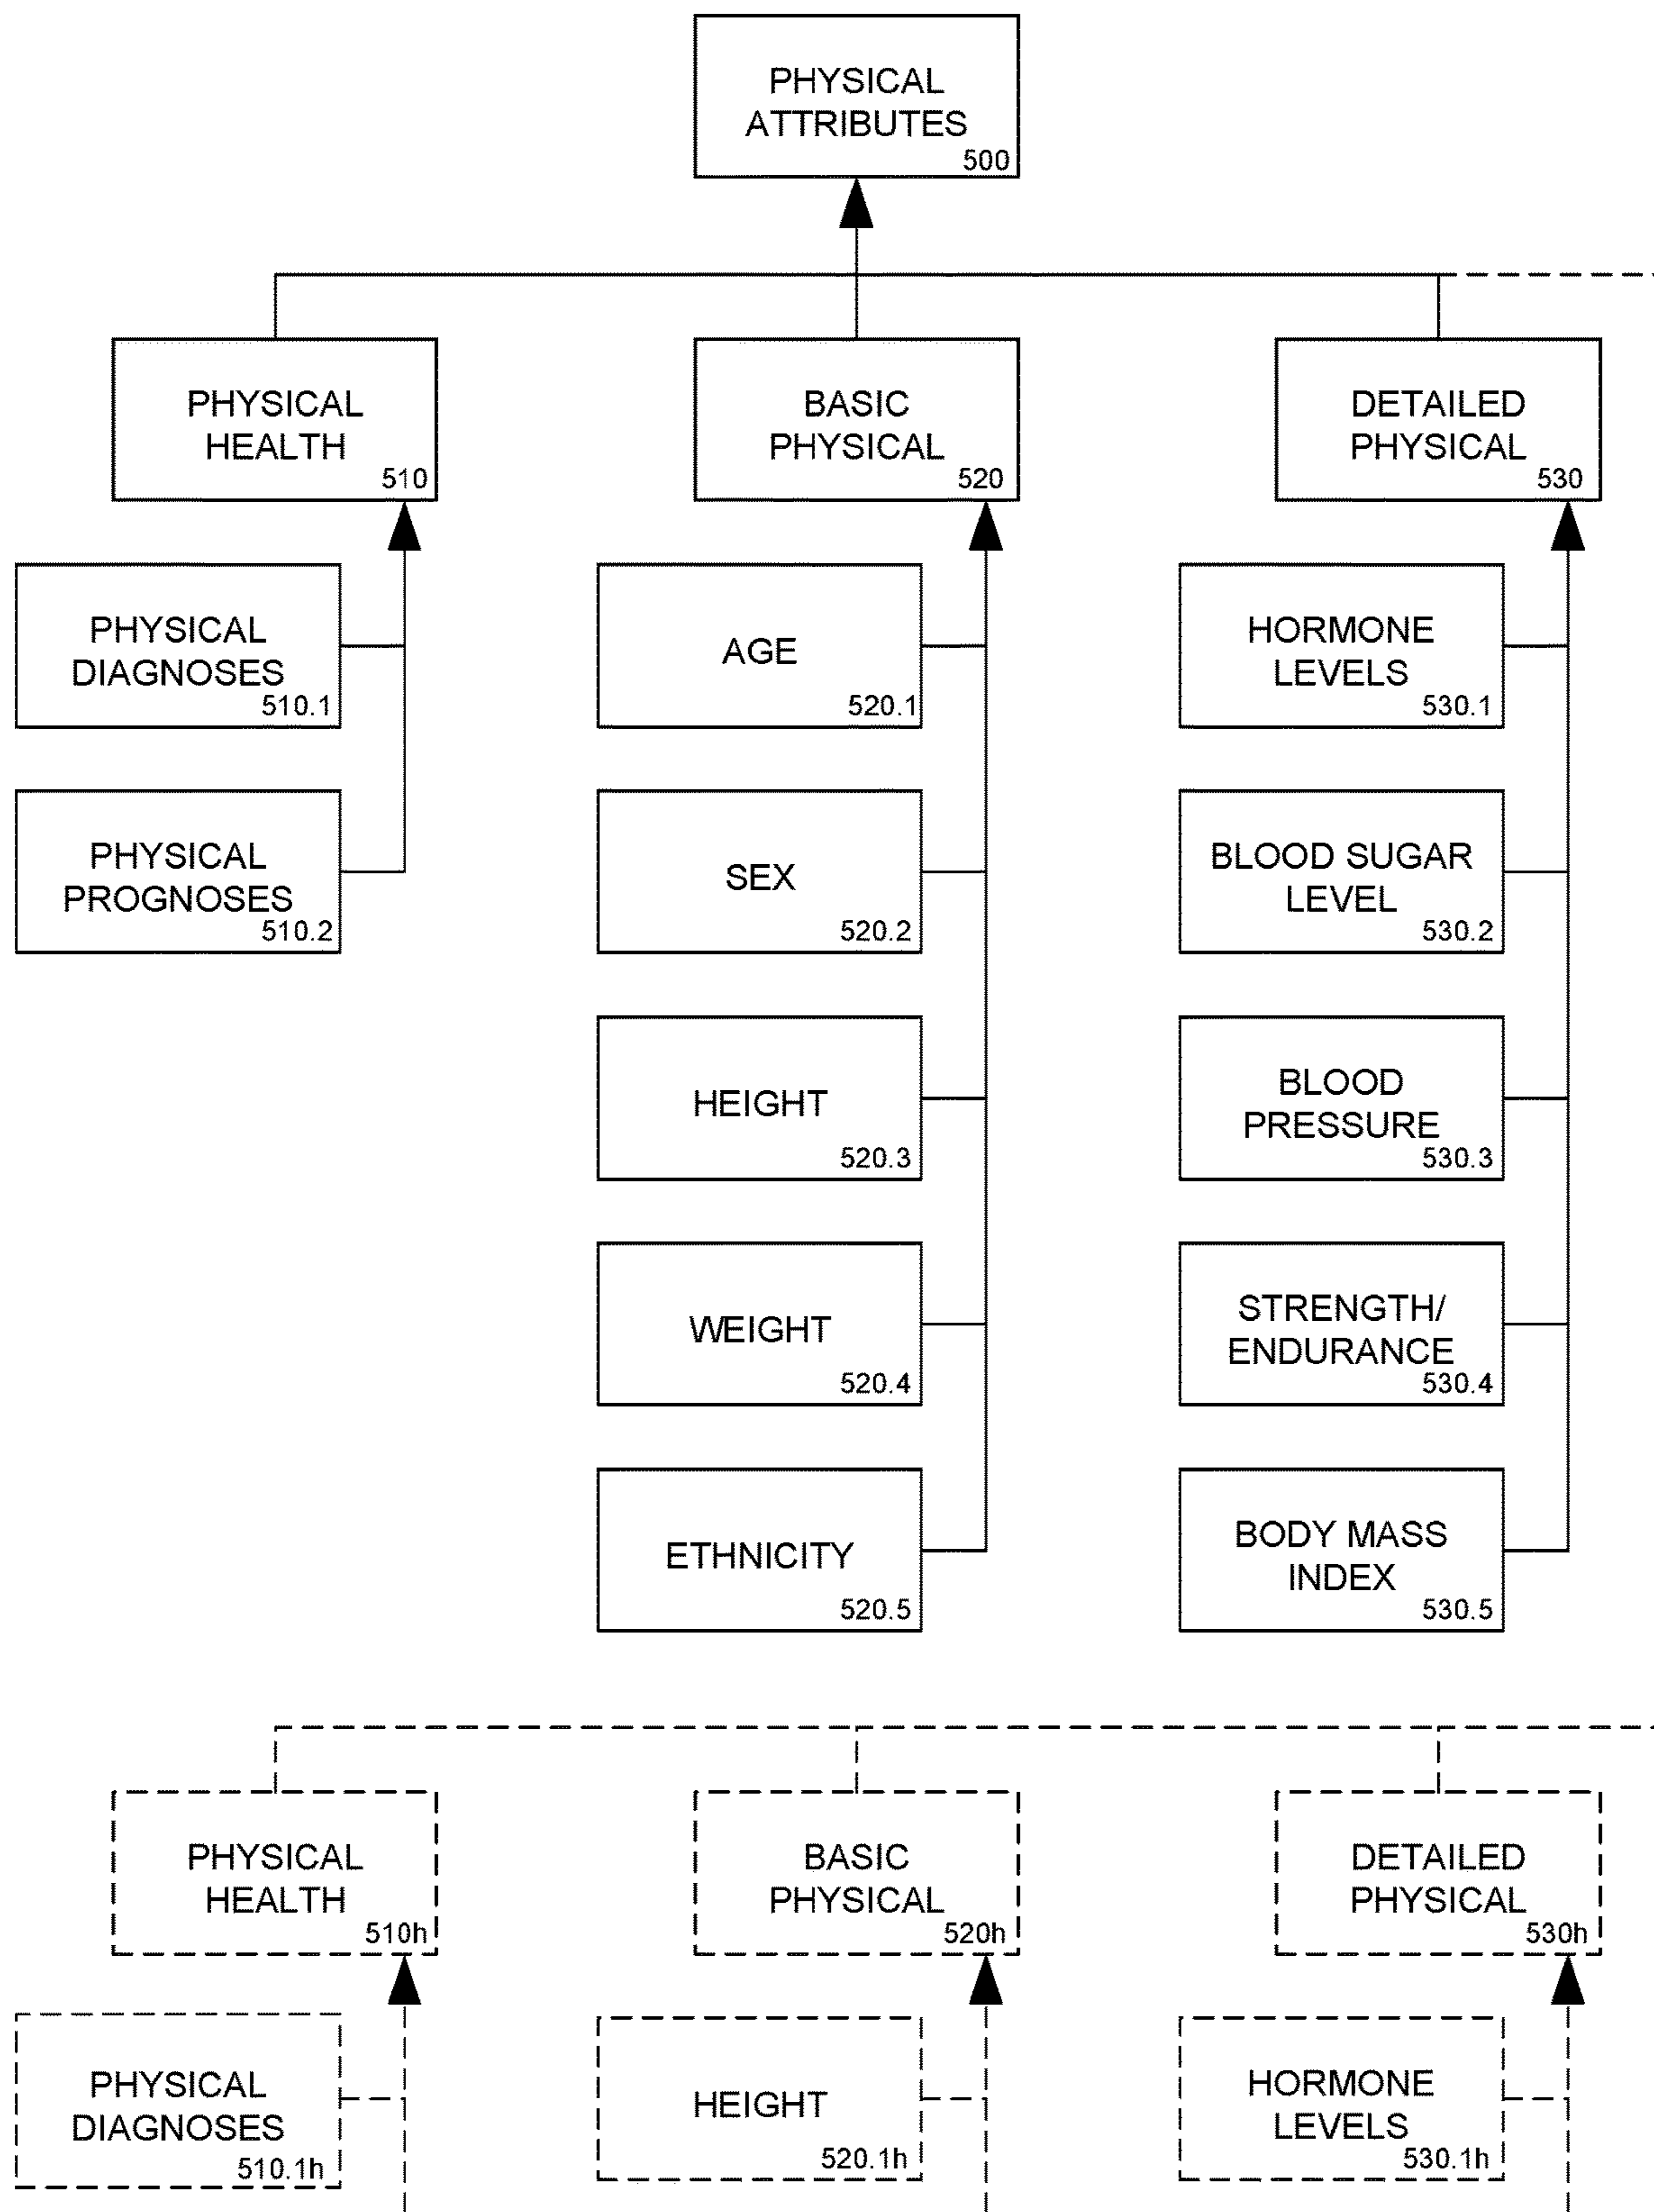 PHYSICAL
ATTRIBUTES
500
PHYSICAL
HEALTH
510
BASIC
PHYSICAL
520
DETAILED
PHYSICAL
530
PHYSICAL
DIAGNOSES
510.1
AGE
520.1
HORMONE
LEVELS
530.1
PHYSICAL
PROGNOSES
510.2
SEX
520.2
BLOOD SUGAR
LEVEL
530.2
HEIGHT
520.3
BLOOD
PRESSURE
530.3
WEIGHT
520.4
STRENGTH/
ENDURANCE
530.4
ETHNICITY
520.5
BODY MASS
INDEX
530.5
PHYSICAL
HEALTH
510h
BASIC
PHYSICAL
520h
DETAILED
PHYSICAL
530h
PHYSICAL
DIAGNOSES
510.1h
HEIGHT
520.1h
HORMONE
LEVELS
530.1h